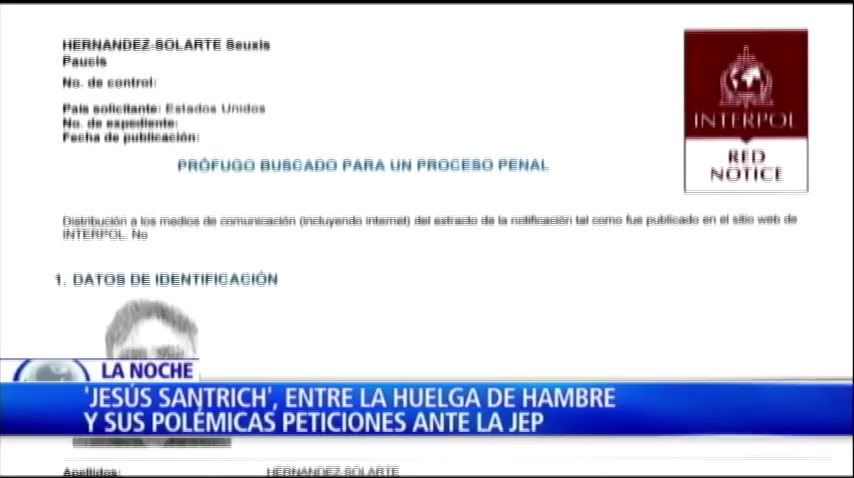 HERNANDEZ-SOLARTE Seuxis
Paucis
No. de control:
País solicitante: Estados Unidos
No. de expediente:
Fecha de publicación:
INTERPOL
RED
NOTICE
PRÓFUGO BUSCADO PARA UN PROCESO PENAL
Distribución a los medios de comunicación (incluyendo Internet) del extracto de la notificación tal como fue publicado en el sitio web de
INTERPOL: No
1. DATOS DE IDENTIFICACIÓN
LA NOCHE
'JESÚS SANTRICH', ENTRE LA HUELGA DE HAMBRE
Y SUS POLÉMICAS PETICIONES ANTE LA JEP
Apellidos: HERNANDEZ-SOLARTE